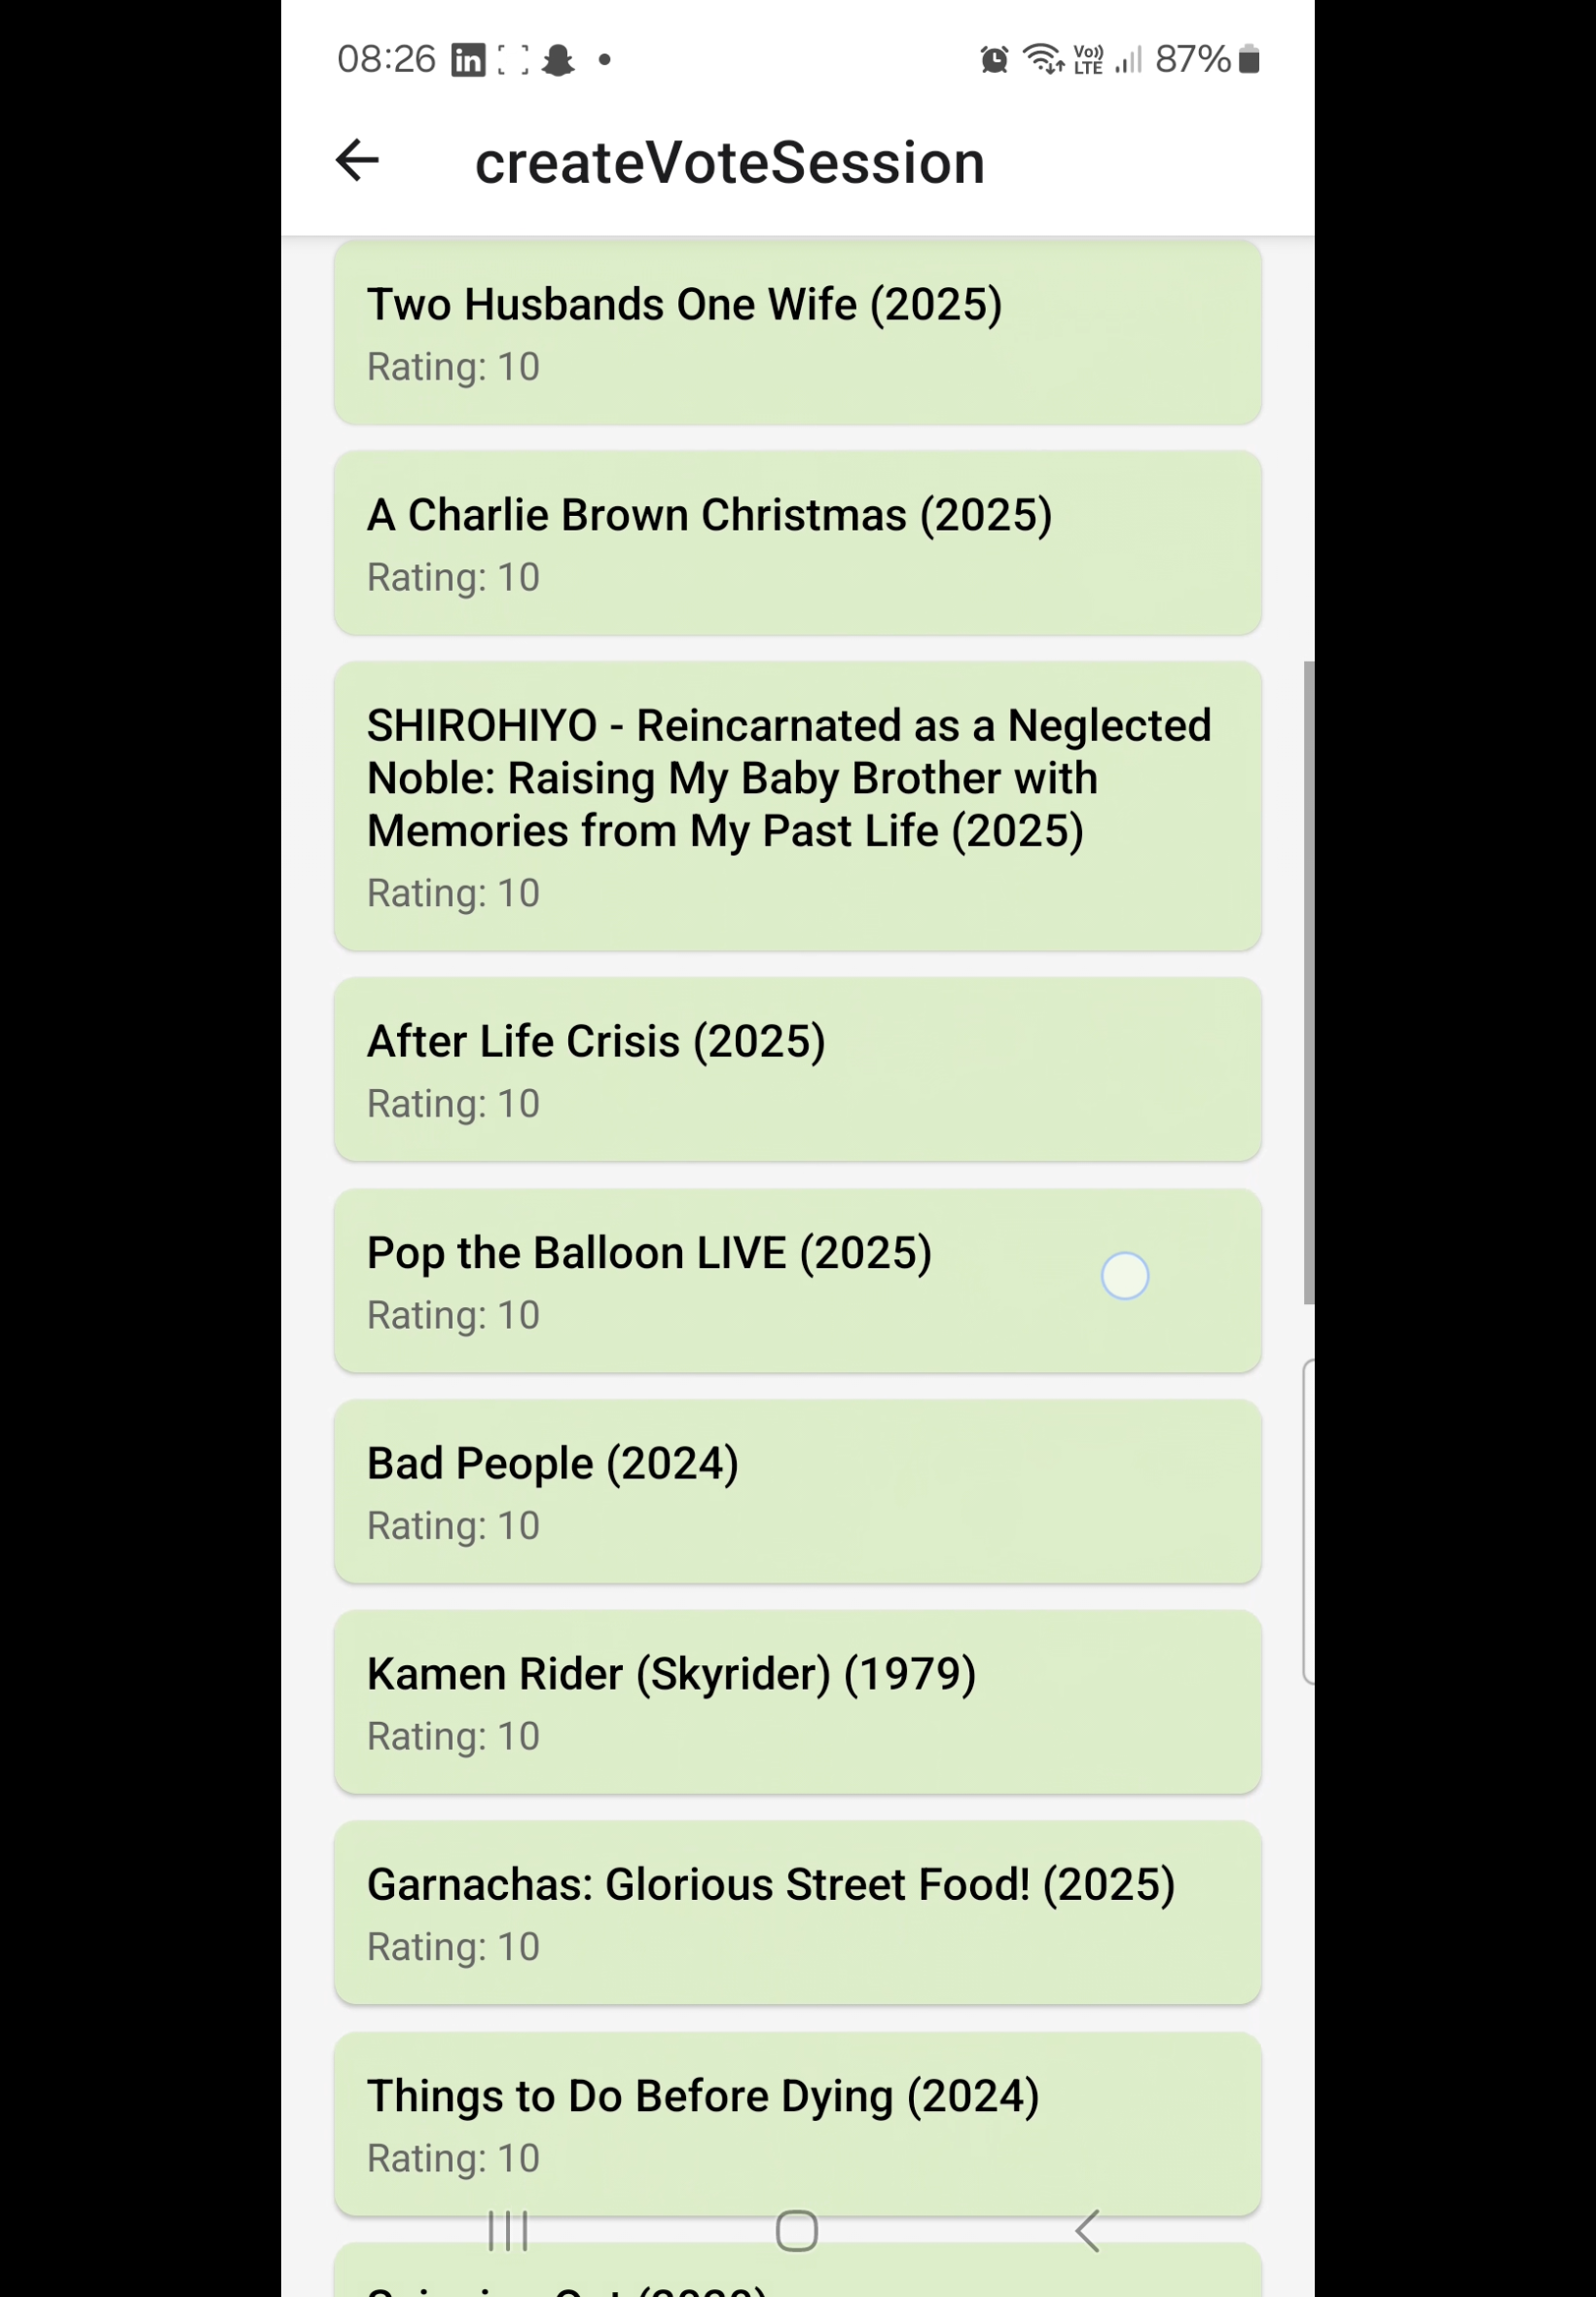 08:26 in Vo)) LTE 87%
createVoteSession
Two Husbands One Wife (2025)
Rating: 10
A Charlie Brown Christmas (2025)
Rating: 10
SHIROHIYO - Reincarnated as a Neglected
Noble: Raising My Baby Brother with
Memories from My Past Life (2025)
Rating: 10
After Life Crisis (2025)
Rating: 10
Pop the Balloon LIVE (2025)
Rating: 10
Bad People (2024)
Rating: 10
Kamen Rider (Skyrider) (1979)
Rating: 10
Garnachas: Glorious Street Food! (2025)
Rating: 10
Things to Do Before Dying (2024)
Rating: 10